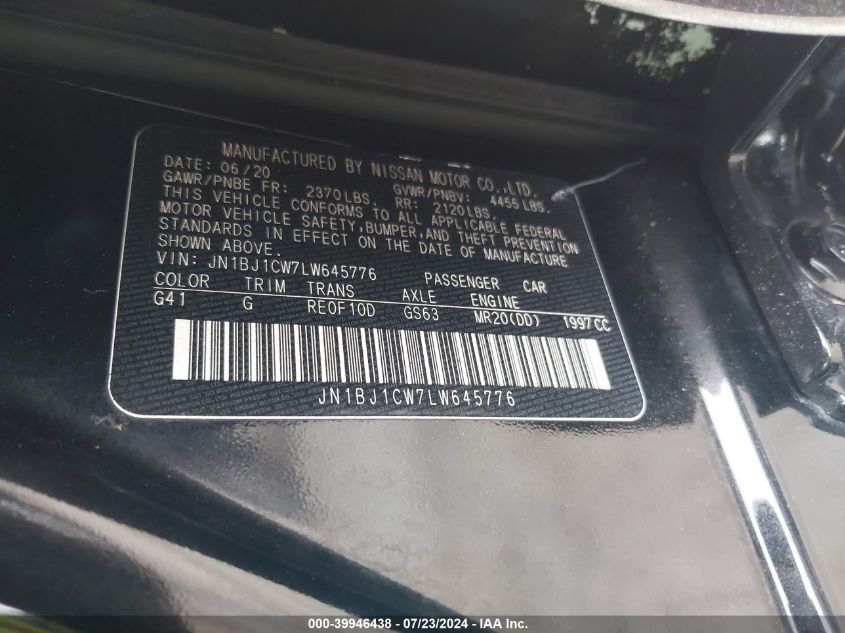 MANUFACTURED BY NISSAN MOTOR CO.,LTD.
DATE: 06/20 GVWR/PNBV: 4455 LBS.
GAWR/PNBE FR: 2370LBS. RR: 2120LBS.
THIS VEHICLE CONFORMS TO ALL APPLICABLE FEDERAL
MOTOR VEHICLE SAFETY,BUMPER,AND THEFT PREVENTION
STANDARDS IN EFFECT ON THE DATE OF MANUFACTURE
SHOWN ABOVE.
VIN: JN1BJ1CW7LW645776 PASSENGER CAR
COLOR TRIM TRANS AXLE ENGINE
G41 G RE0F10D GS63 MR20(DD) 1997CC
JN1BJ1CW7LW645776
000-39946438 - 07/23/2024 - IAA Inc.